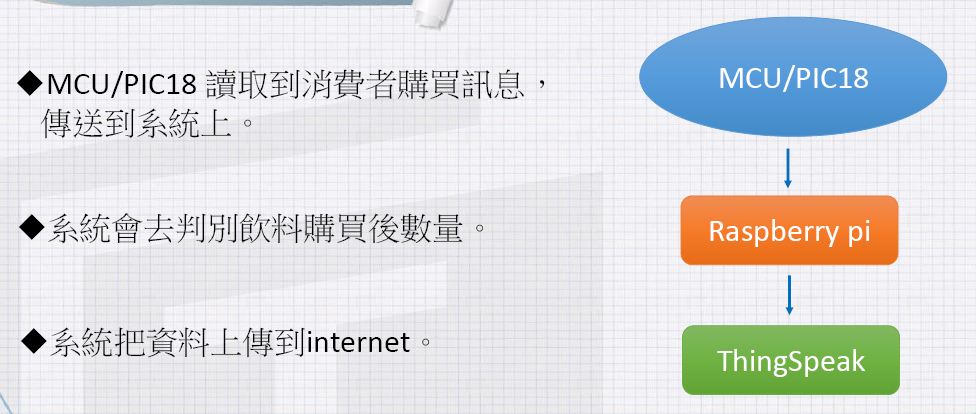 ◆MCU/PIC18 讀取到消費者購買訊息，
傳送到系統上。
◆系統會去判別飲料購買後數量。
◆系統把資料上傳到internet。
MCU/PIC18
Raspberry pi
ThingSpeak